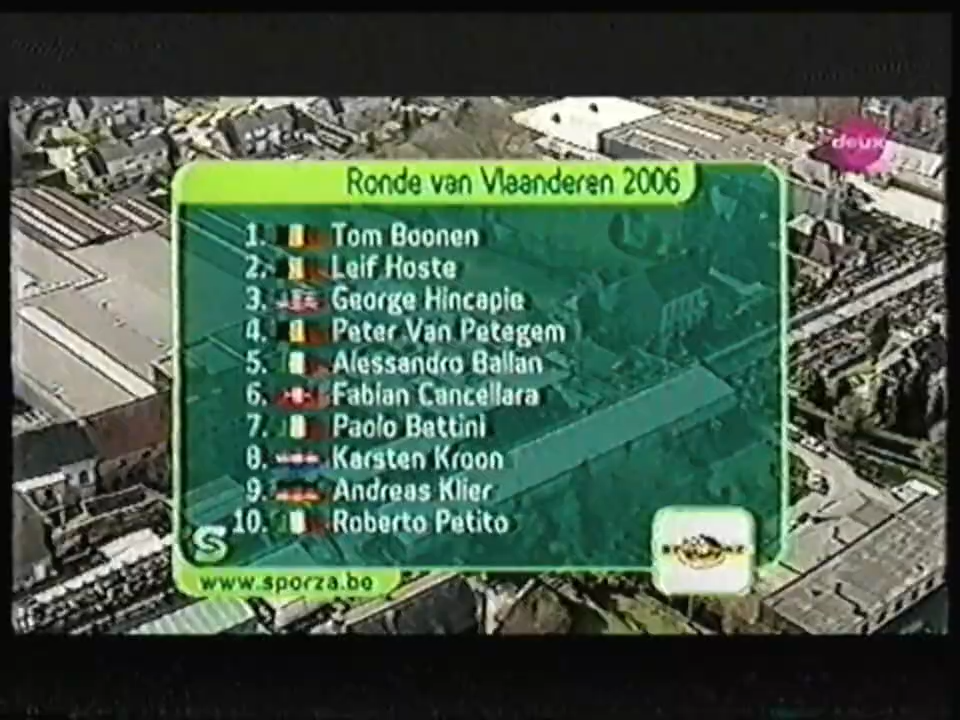 deux
Ronde van Vlaanderen 2006
1. Tom Boonen
2. Leif Hoste
3. George Hincapie
4. Peter Van Petegem
5. Alessandro Ballan
6. Fabian Cancellara
7. Paolo Bettini
8. Karsten Kroon
9. Andreas Klier
10. Roberto Petito
S
www.sporza.be